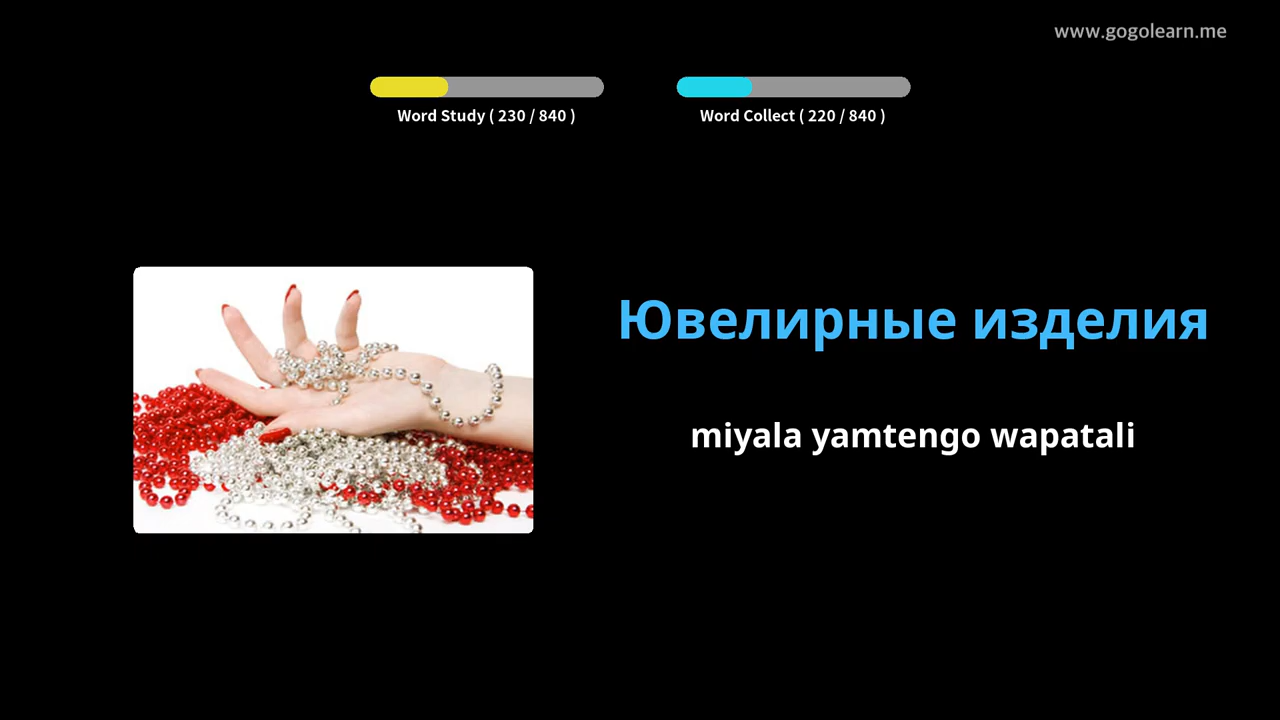 www.gogolearn.me
Word Study ( 230 / 840 )
Word Collect ( 220 / 840 )
Ювелирные изделия
miyala yamtengo wapatali